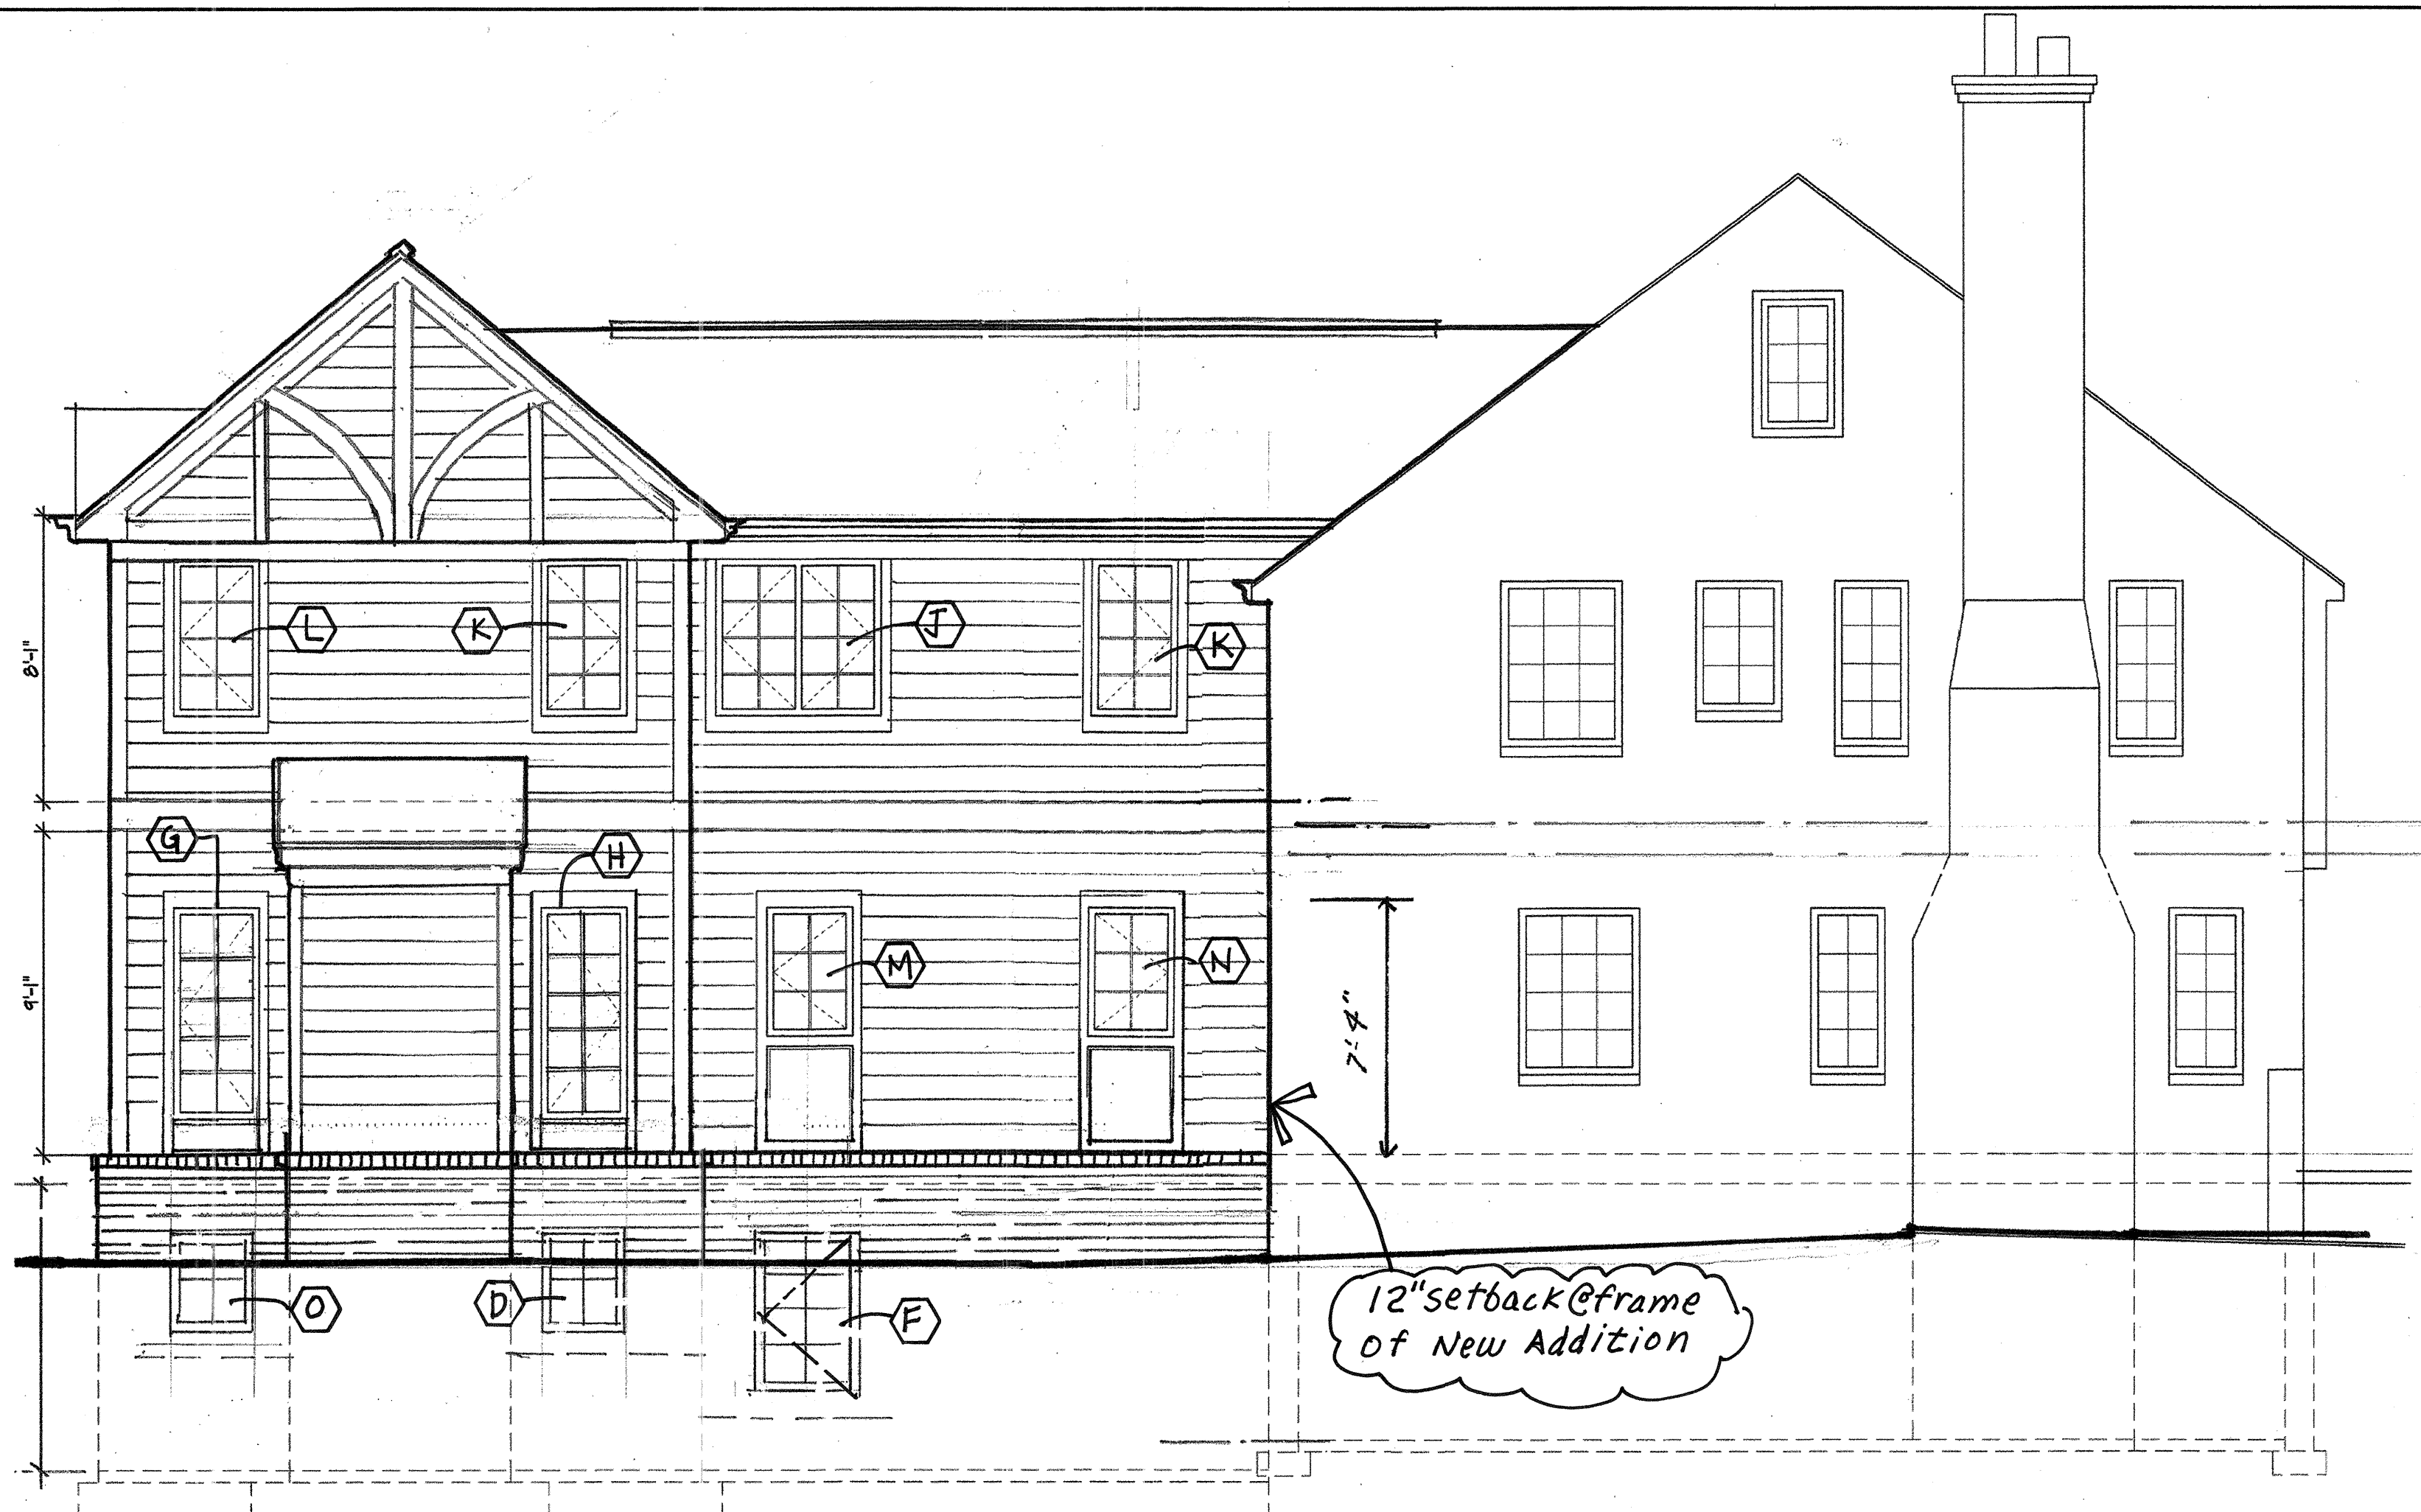 L
K
J
K
8'-1"
G
H
M
N
9'-1"
7'-4"
O
D
F
12" setback @ frame
of New Addition